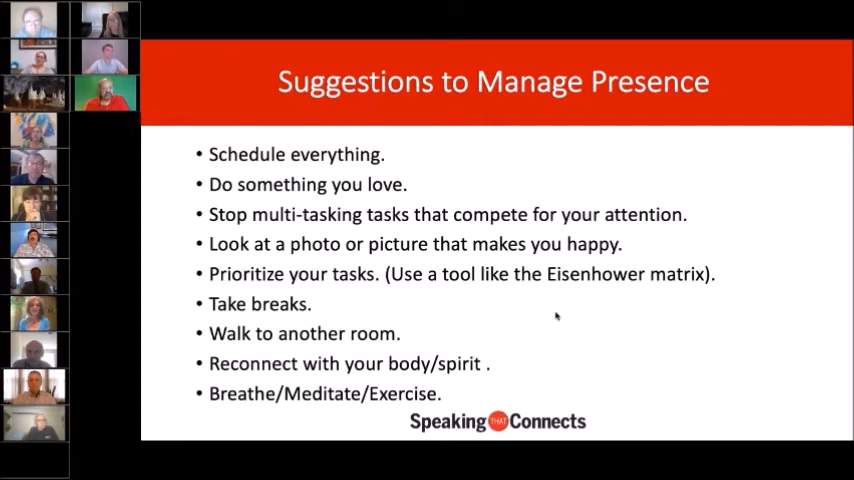 Suggestions to Manage Presence
• Schedule everything.
• Do something you love.
• Stop multi-tasking tasks that compete for your attention.
• Look at a photo or picture that makes you happy.
• Prioritize your tasks. (Use a tool like the Eisenhower matrix).
• Take breaks.
• Walk to another room.
• Reconnect with your body/spirit .
• Breathe/Meditate/Exercise.
Speaking THAT Connects